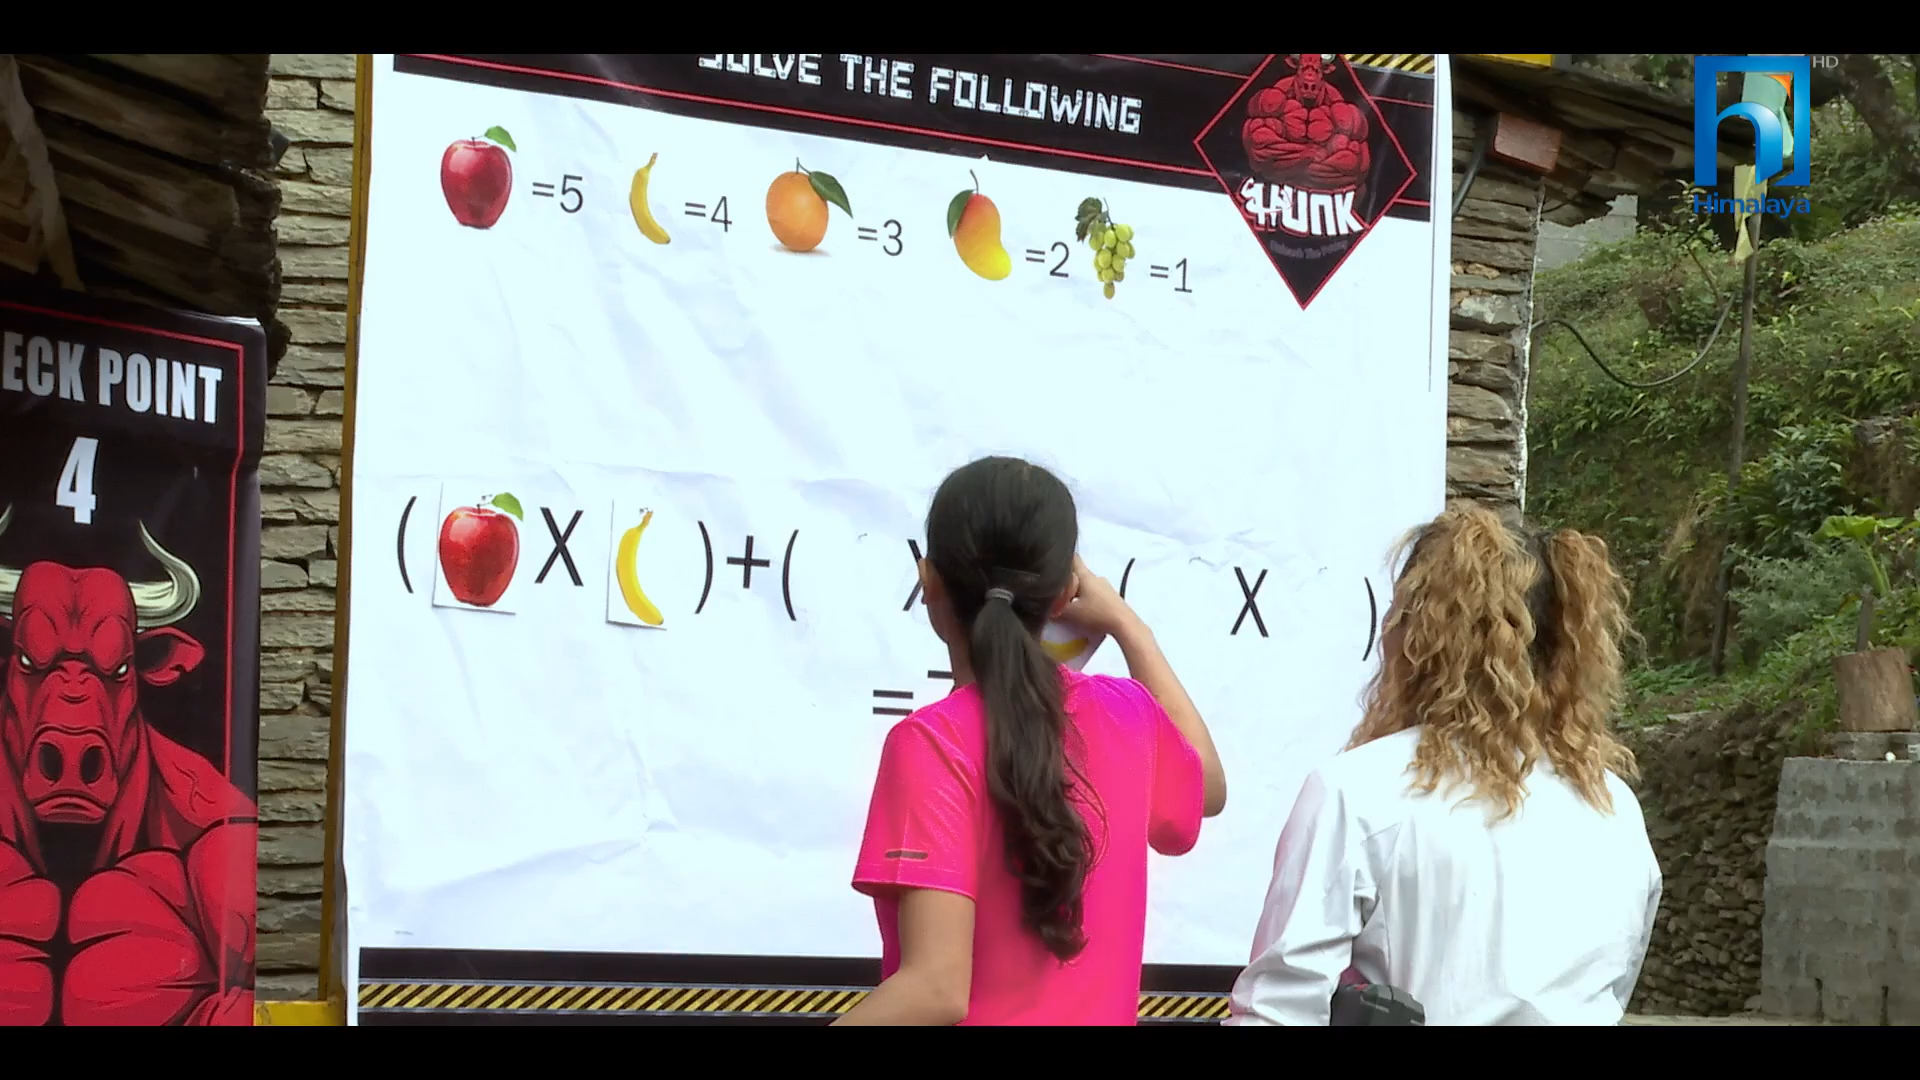 HD
Himalaya
SOLVE THE FOLLOWING
=5 =4 =3 =2 =1
HUNK
ECK POINT
4
( X )+( X ( X )
=